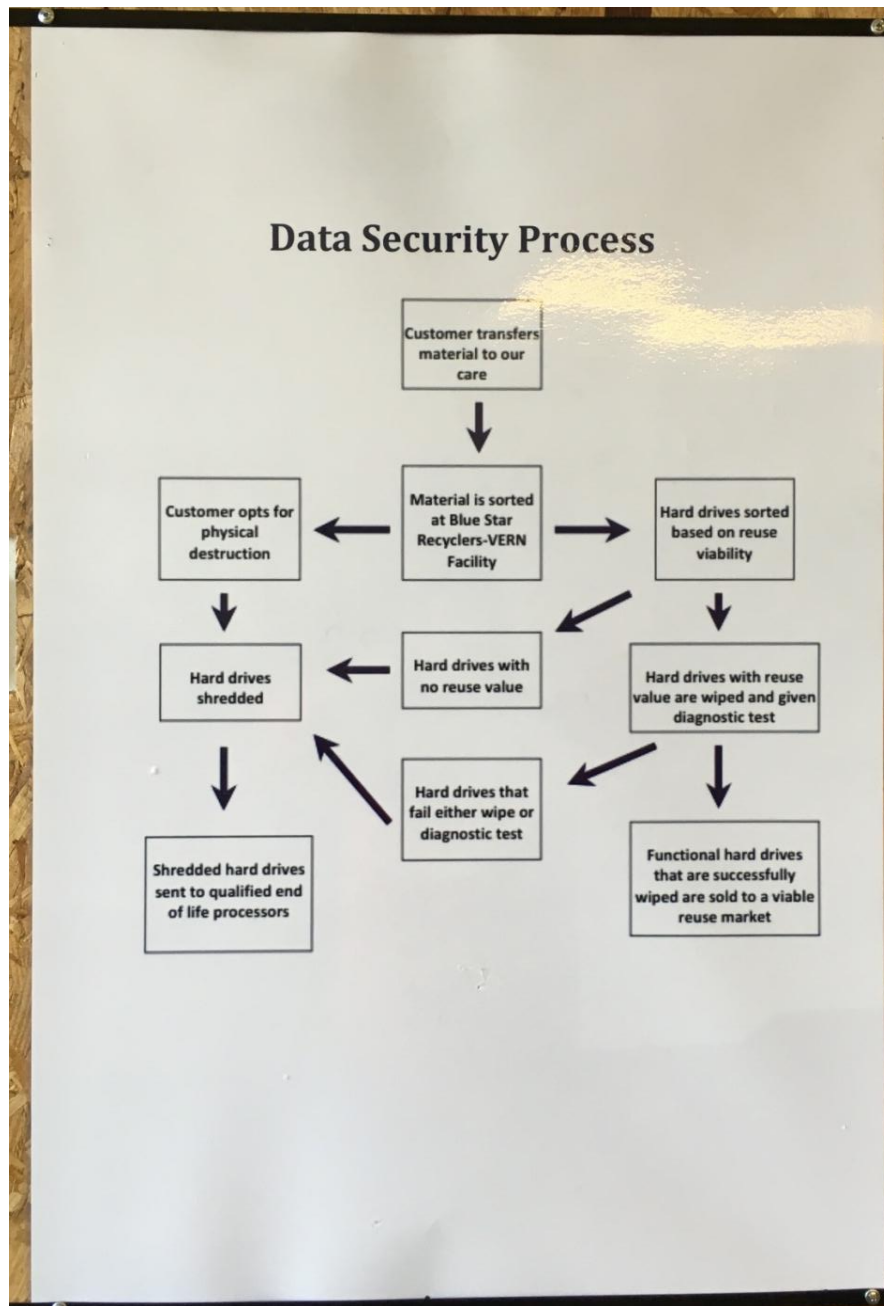 Data Security Process
Customer transfers
material to our
care
Customer opts for
physical
destruction
Material is sorted
at Blue Star
Recyclers-VERN
Facility
Hard drives sorted
based on reuse
viability
Hard drives
shredded
Hard drives with
no reuse value
Hard drives with reuse
value are wiped and given
diagnostic test
Hard drives that
fail either wipe or
diagnostic test
Shredded hard drives
sent to qualified end
of life processors
Functional hard drives
that are successfully
wiped are sold to a viable
reuse market